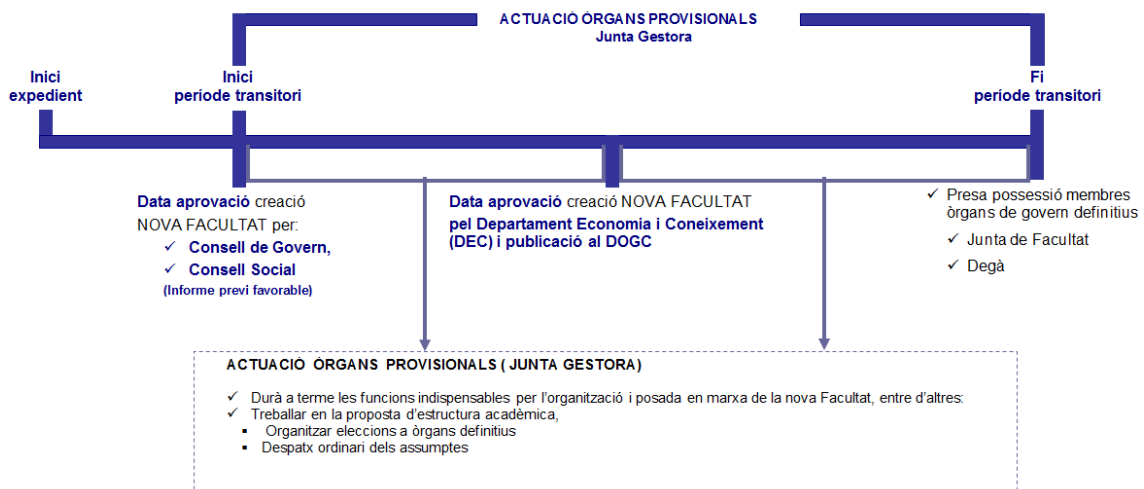 ACTUACIÓ ÒRGANS PROVISIONALS
Junta Gestora
Inici
expedient
Inici
període transitori
Fi
període transitori
Data aprovació creació
NOVA FACULTAT per:
✓ Consell de Govern,
✓ Consell Social
(Informe previ favorable)
Data aprovació creació NOVA FACULTAT
pel Departament Economia i Coneixement
(DEC) i publicació al DOGC
✓ Presa possessió membres
òrgans de govern definitius
✓ Junta de Facultat
✓ Degà
ACTUACIÓ ÒRGANS PROVISIONALS ( JUNTA GESTORA)
✓ Durà a terme les funcions indispensables per l'organització i posada en marxa de la nova Facultat, entre d'altres:
✓ Treballar en la proposta d'estructura acadèmica,
▪ Organitzar eleccions a òrgans definitius
▪ Despatx ordinari dels assumptes